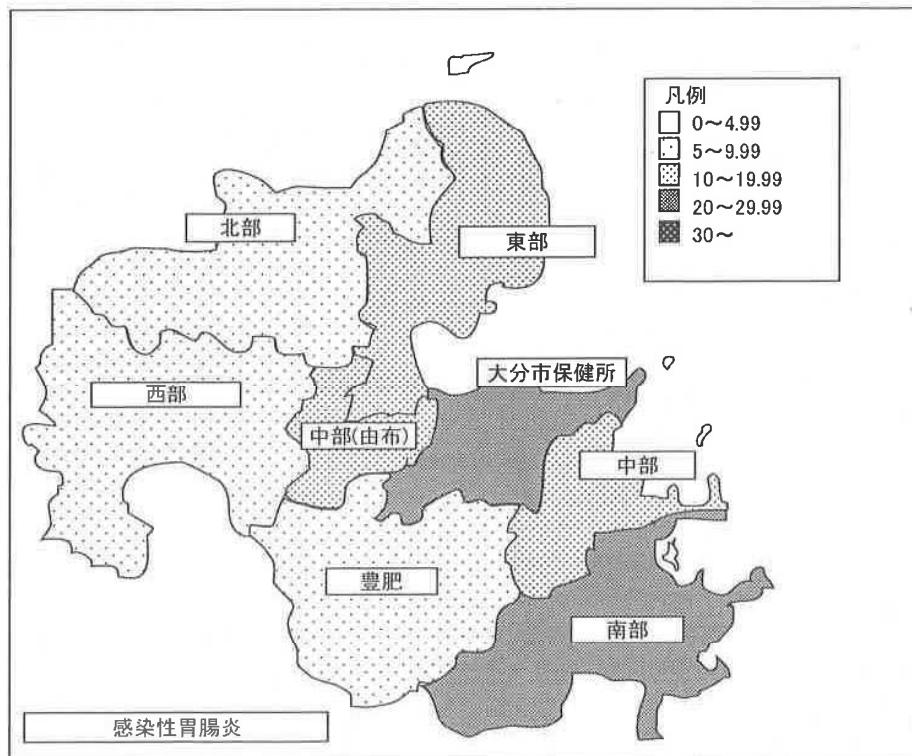 凡例
0～4.99
5～9.99
10～19.99
20～29.99
30～
北部
東部
大分市保健所
西部
中部(由布)
中部
豊肥
南部
感染性胃腸炎